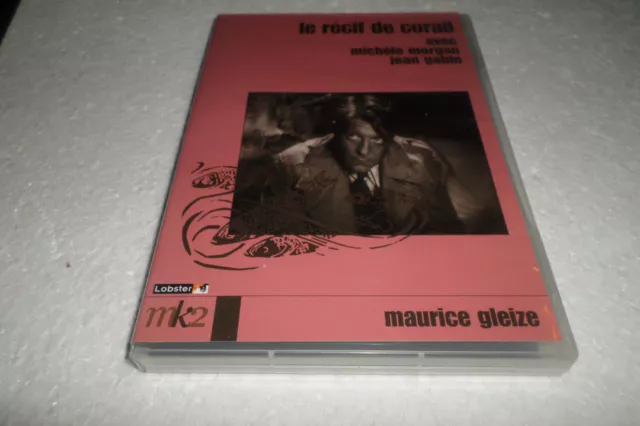 le récif de corail
avec
michèle morgan
jean gabin
Lobster
mk2
maurice gleize